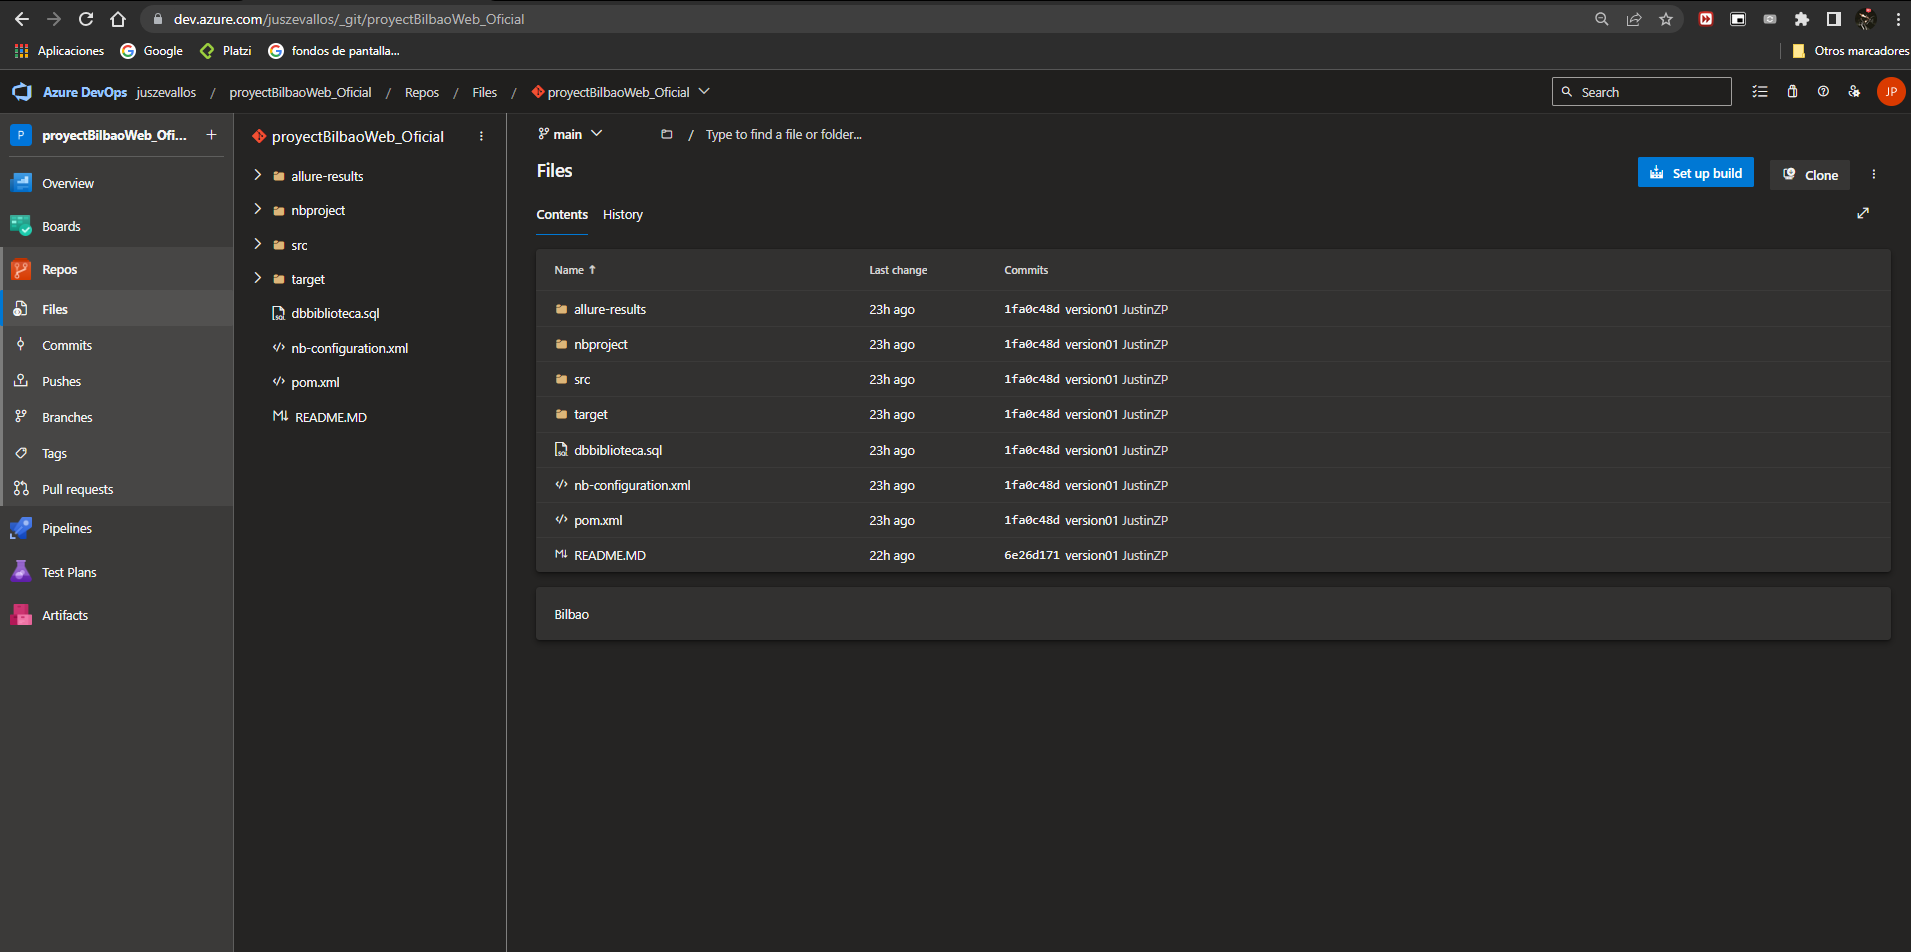 dev.azure.com/juszevallos/_git/proyectBilbaoWeb_Oficial
Aplicaciones Google Platzi fondos de pantalla... Otros marcadores
Azure DevOps juszevallos / proyectBilbaoWeb_Oficial / Repos / Files / proyectBilbaoWeb_Oficial Search JP
P proyectBilbaoWeb_Ofi... +
Overview
Boards
Repos
Files
Commits
Pushes
Branches
Tags
Pull requests
Pipelines
Test Plans
Artifacts
proyectBilbaoWeb_Oficial
allure-results
nbproject
src
target
dbbiblioteca.sql
nb-configuration.xml
pom.xml
README.MD
main / Type to find a file or folder...
Files
Set up build Clone
Contents History
Name ↑ Last change Commits
allure-results 23h ago 1fa0c48d version01 JustinZP
nbproject 23h ago 1fa0c48d version01 JustinZP
src 23h ago 1fa0c48d version01 JustinZP
target 23h ago 1fa0c48d version01 JustinZP
dbbiblioteca.sql 23h ago 1fa0c48d version01 JustinZP
nb-configuration.xml 23h ago 1fa0c48d version01 JustinZP
pom.xml 23h ago 1fa0c48d version01 JustinZP
README.MD 22h ago 6e26d171 version01 JustinZP
Bilbao